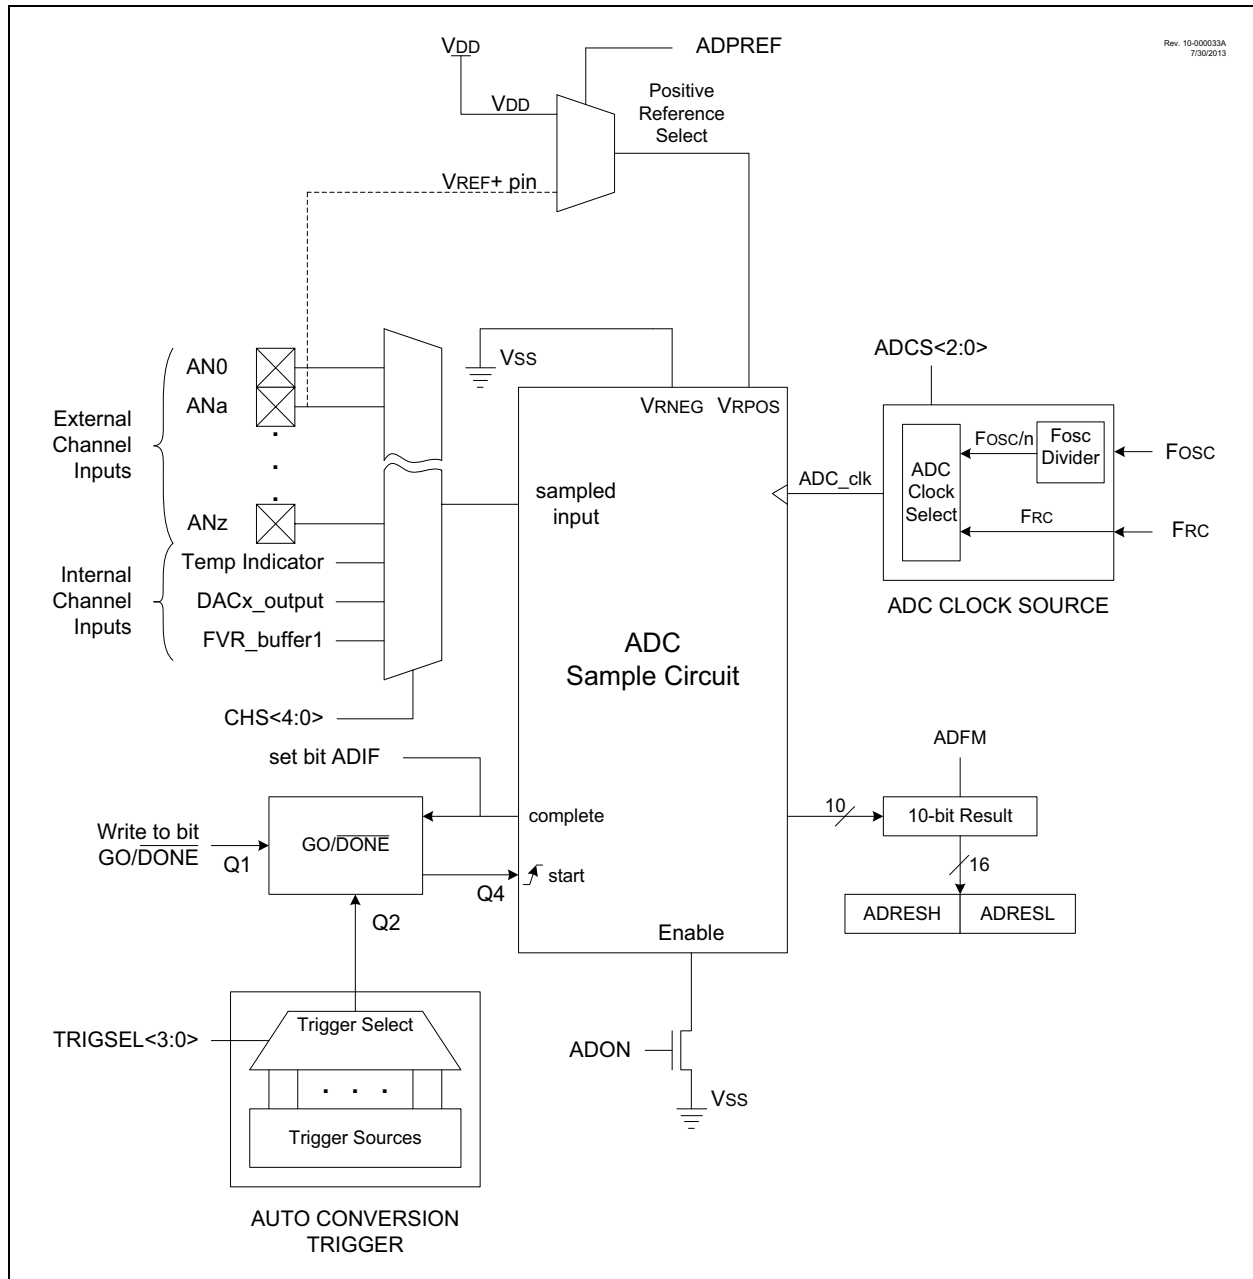 Rev. 10-000033A
7/30/2013
VDD
ADPREF
VDD
Positive
Reference
Select
VREF+ pin
VSS
ADCS<2:0>
AN0
ANa
External
Channel
Inputs
VRNEG VRPOS
FOSC/n
Fosc
Divider
FOSC
ADC
Clock
Select
ADC_clk
sampled
input
FRC
FRC
ANz
Temp Indicator
Internal
Channel
Inputs
DACx_output
FVR_buffer1
ADC CLOCK SOURCE
ADC
Sample Circuit
CHS<4:0>
set bit ADIF
ADFM
complete
10
10-bit Result
Write to bit
GO/DONE
Q1
GO/DONE
Q4
start
16
ADRESH ADRESL
Q2
Enable
TRIGSEL<3:0>
Trigger Select
ADON
VSS
Trigger Sources
AUTO CONVERSION
TRIGGER